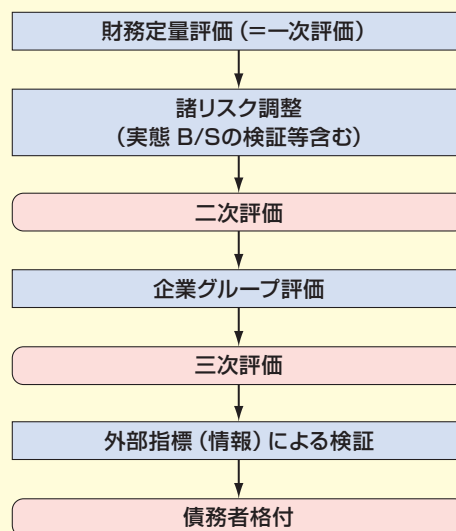 財務定量評価（＝一次評価）
諸リスク調整
（実態 B/Sの検証等含む）
二次評価
企業グループ評価
三次評価
外部指標（情報）による検証
債務者格付